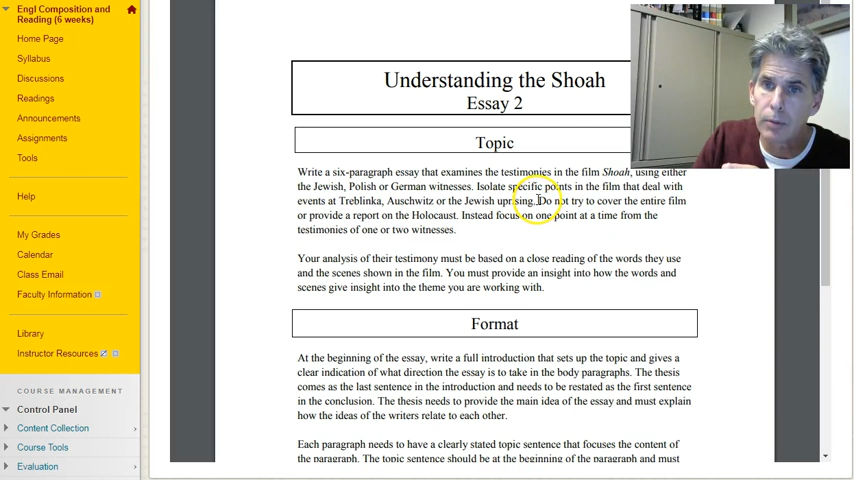 Engl Composition and
Reading (6 weeks)
Home Page
Syllabus
Discussions
Readings
Announcements
Assignments
Tools
Help
My Grades
Calendar
Class Email
Faculty Information
Library
Instructor Resources
COURSE MANAGEMENT
Control Panel
Content Collection
Course Tools
Evaluation
Understanding the Shoah
Essay 2
Topic
Write a six-paragraph essay that examines the testimonies in the film Shoah, using either
the Jewish, Polish or German witnesses. Isolate specific points in the film that deal with
events at Treblinka, Auschwitz or the Jewish uprising. Do not try to cover the entire film
or provide a report on the Holocaust. Instead focus on one point at a time from the
testimonies of one or two witnesses.
Your analysis of their testimony must be based on a close reading of the words they use
and the scenes shown in the film. You must provide an insight into how the words and
scenes give insight into the theme you are working with.
Format
At the beginning of the essay, write a full introduction that sets up the topic and gives a
clear indication of what direction the essay is to take in the body paragraphs. The thesis
comes as the last sentence in the introduction and needs to be restated as the first sentence
in the conclusion. The thesis needs to provide the main idea of the essay and must explain
how the ideas of the writers relate to each other.
Each paragraph needs to have a clearly stated topic sentence that focuses the content of
the paragraph. The topic sentence should be at the beginning of the paragraph and must